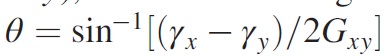 θ = sin⁻¹[(γₓ − γᵧ)/2Gₓᵧ]